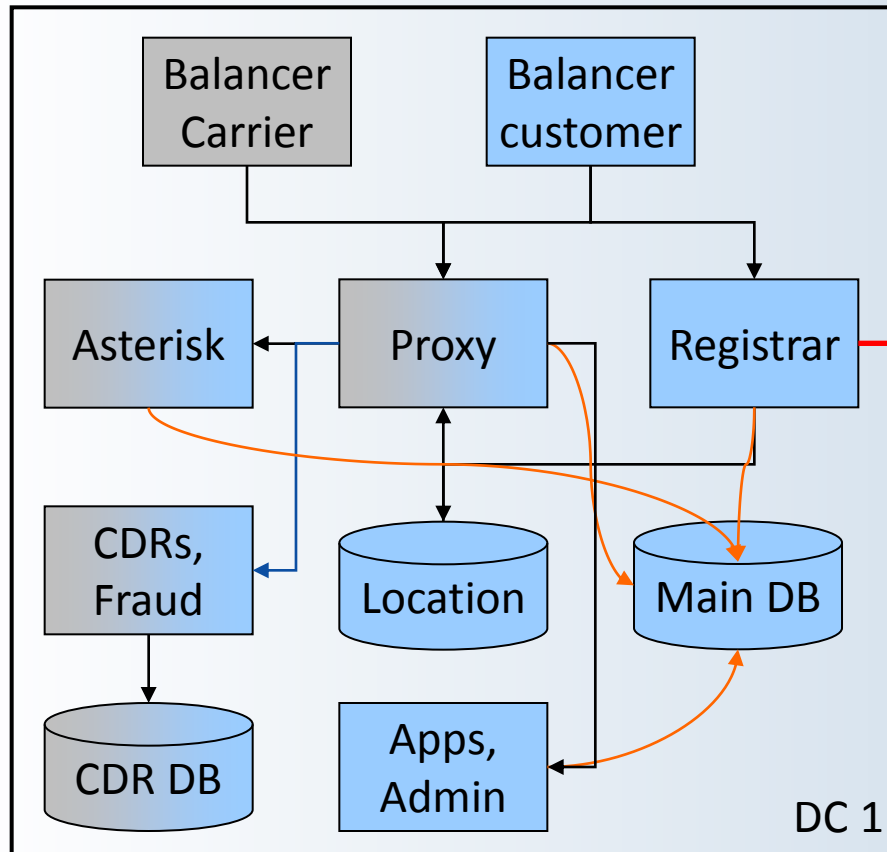 Balancer
Carrier
Balancer
customer
Asterisk
Proxy
Registrar
CDRs,
Fraud
Location
Main DB
CDR DB
Apps,
Admin
DC 1